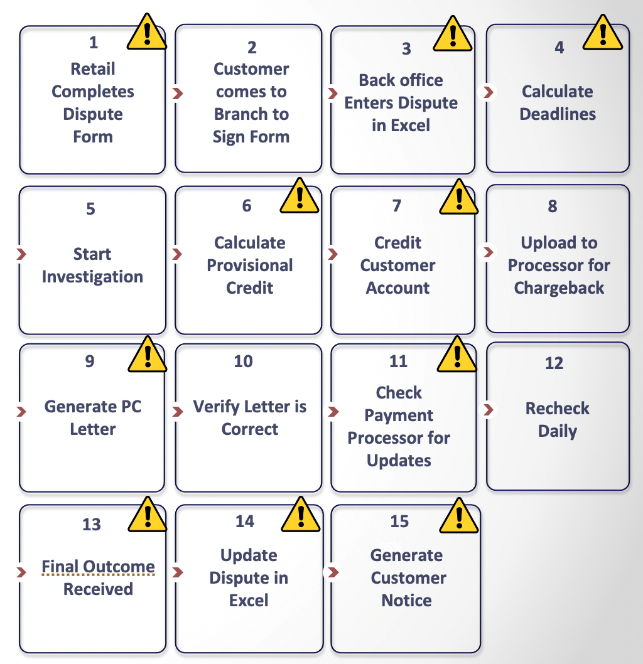 1
Retail
Completes
Dispute
Form
2
Customer
comes to
Branch to
Sign Form
3
Back office
Enters Dispute
in Excel
4
Calculate
Deadlines
5
Start
Investigation
6
Calculate
Provisional
Credit
7
Credit
Customer
Account
8
Upload to
Processor for
Chargeback
9
Generate PC
Letter
10
Verify Letter is
Correct
11
Check
Payment
Processor for
Updates
12
Recheck
Daily
13
Final Outcome
Received
14
Update
Dispute in
Excel
15
Generate
Customer
Notice